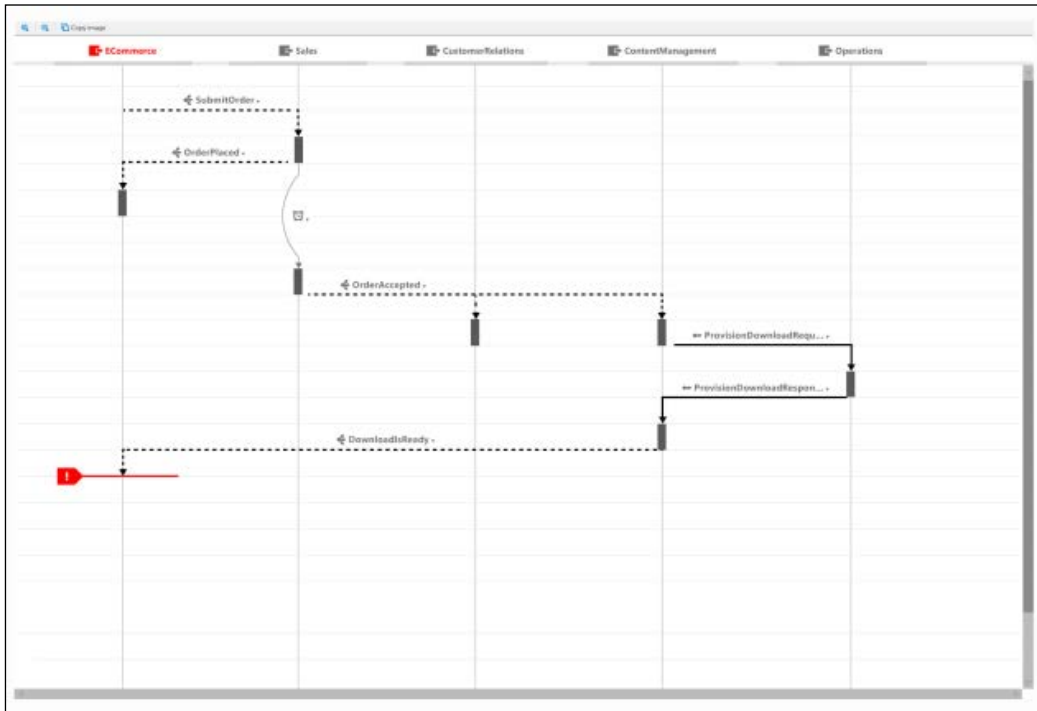 Copy Image
ECommerce
Sales
CustomerRelations
ContentManagement
Operations
SubmitOrder
OrderPlaced
OrderAccepted
ProvisionDownloadRequ...
ProvisionDownloadRespon...
DownloadIsReady
!